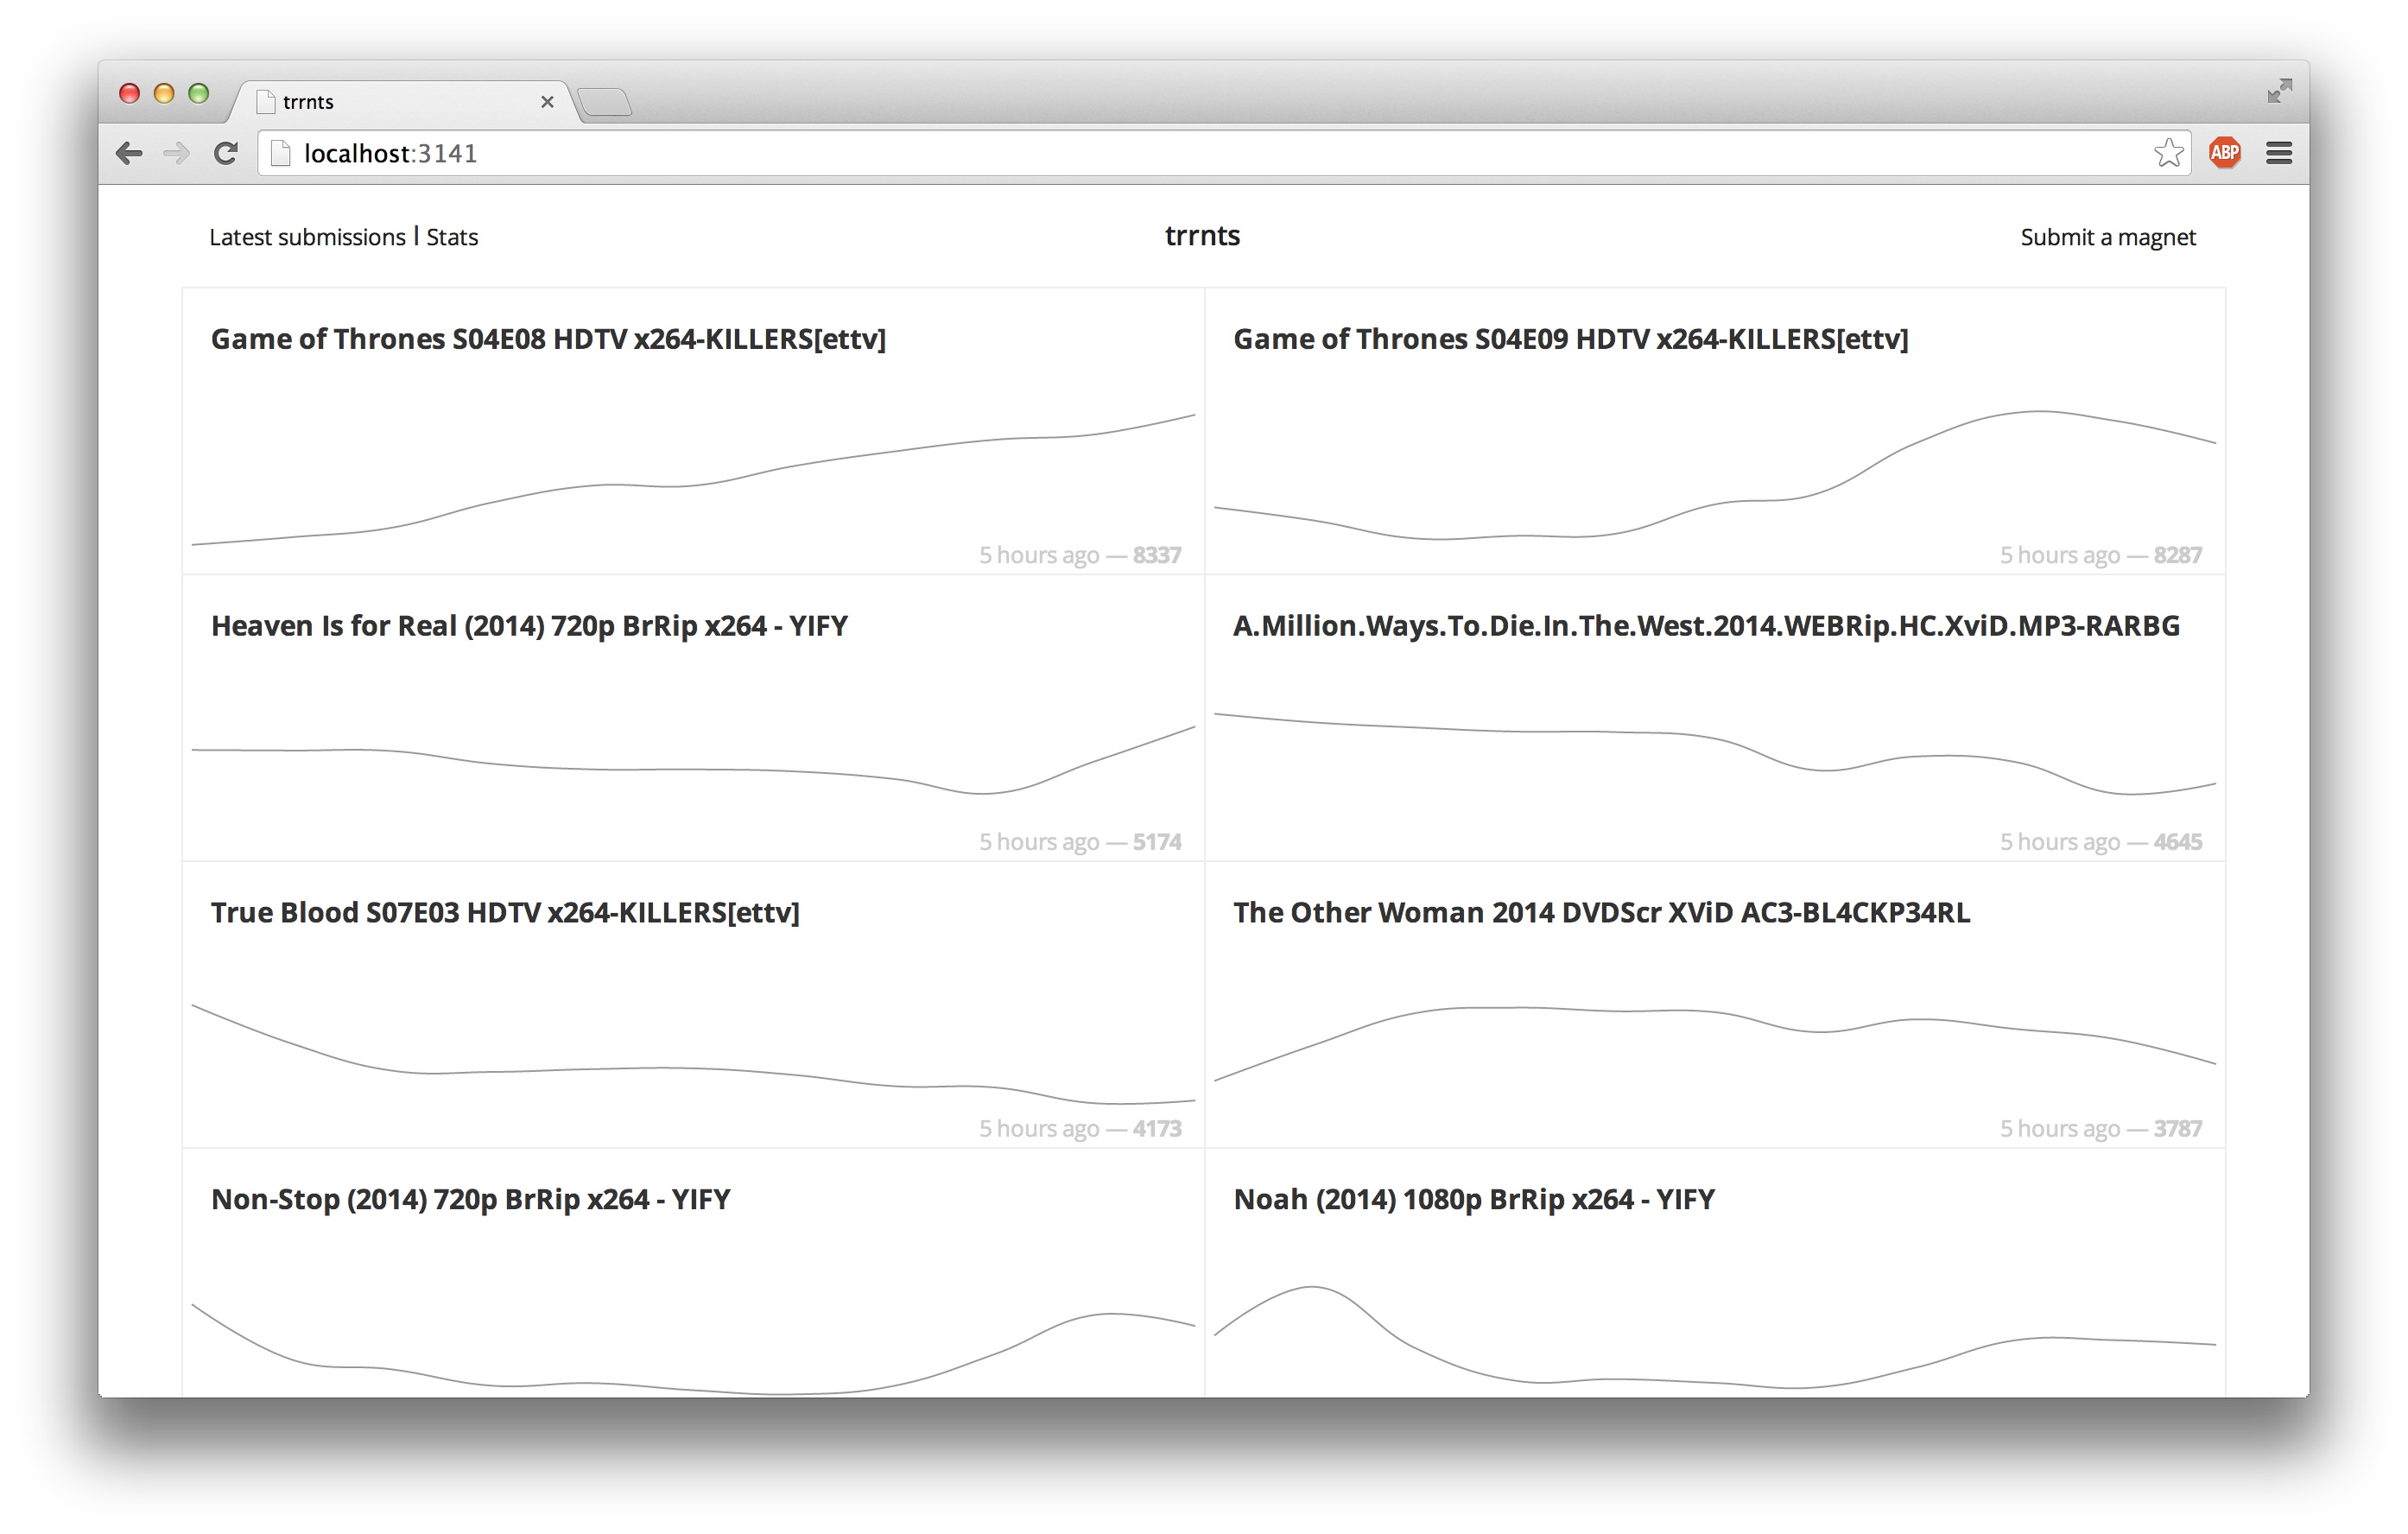 trrnts
localhost:3141
ABP
Latest submissions | Stats
trrnts
Submit a magnet
Game of Thrones S04E08 HDTV x264-KILLERS[ettv]
5 hours ago — 8337
Game of Thrones S04E09 HDTV x264-KILLERS[ettv]
5 hours ago — 8287
Heaven Is for Real (2014) 720p BrRip x264 - YIFY
5 hours ago — 5174
A.Million.Ways.To.Die.In.The.West.2014.WEBRip.HC.XviD.MP3-RARBG
5 hours ago — 4645
True Blood S07E03 HDTV x264-KILLERS[ettv]
5 hours ago — 4173
The Other Woman 2014 DVDScr XViD AC3-BL4CKP34RL
5 hours ago — 3787
Non-Stop (2014) 720p BrRip x264 - YIFY
Noah (2014) 1080p BrRip x264 - YIFY